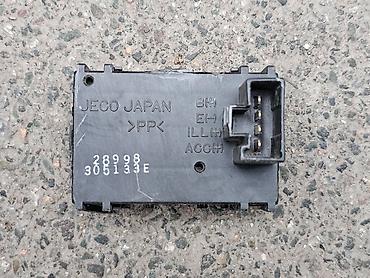 JECO JAPAN
>PP<
B(+)
E(-)
ILL(+)
ACC(+)
28998
305133E